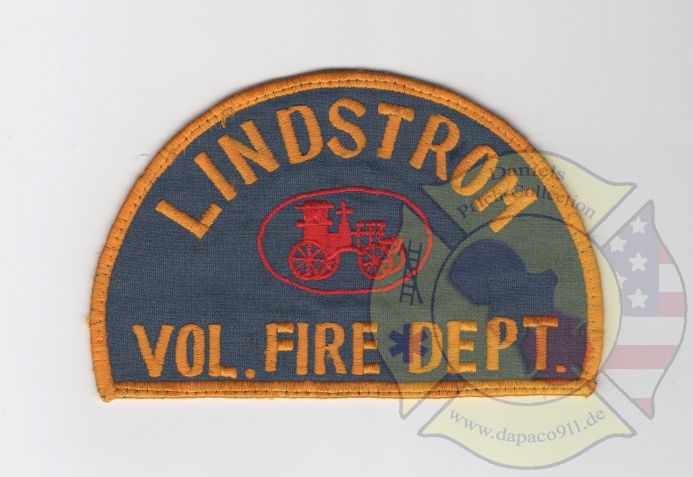 LINDSTROM
VOL. FIRE DEPT.
Daniels
Patch Collection
www.dapaco911.de